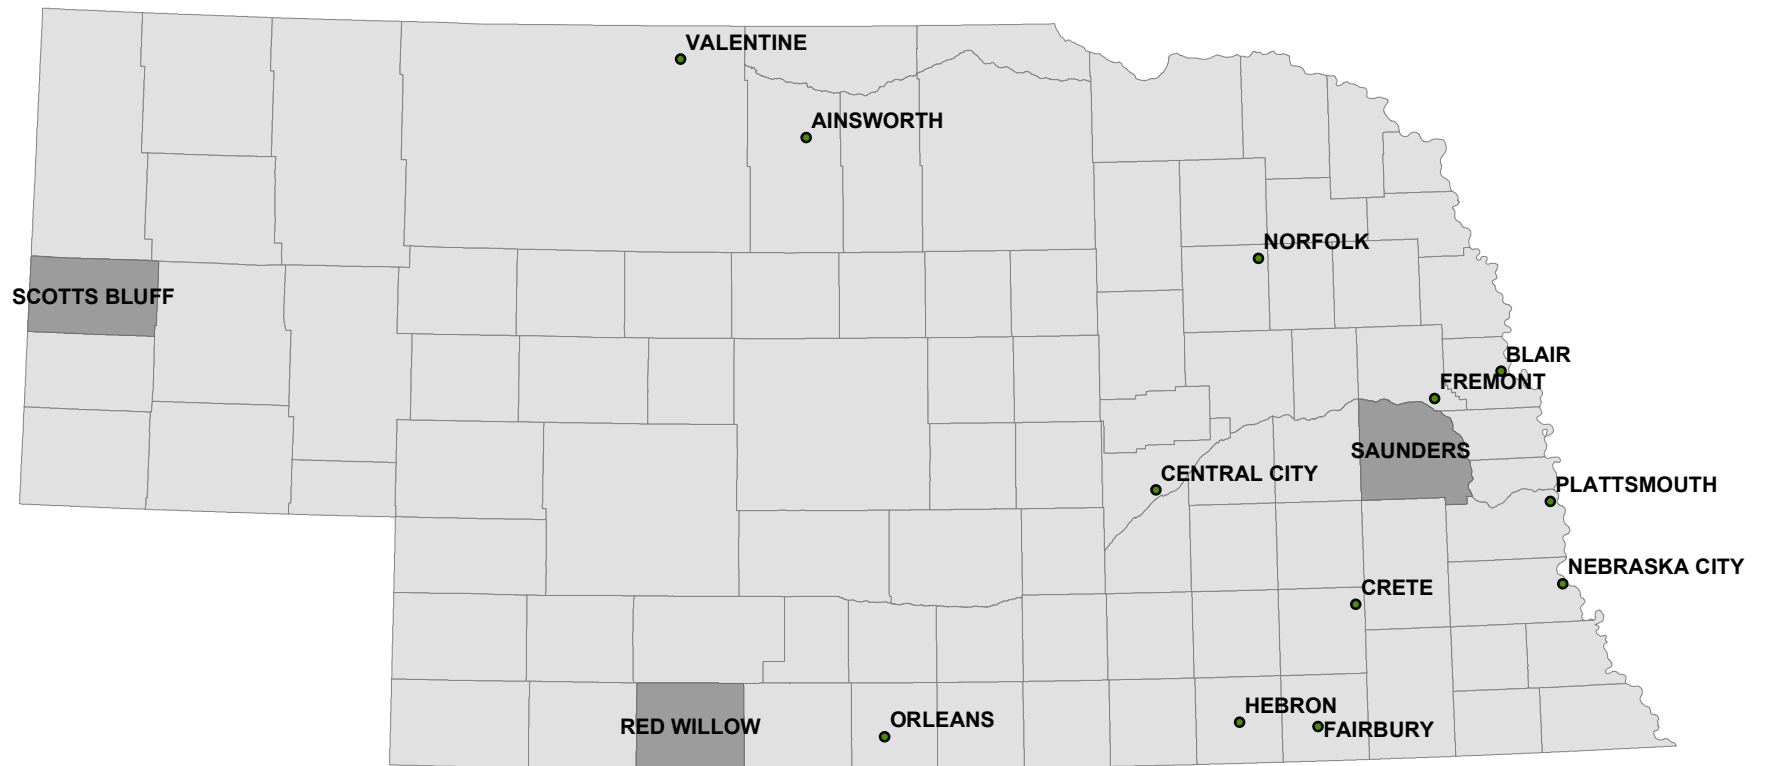 VALENTINE
AINSWORTH
NORFOLK
SCOTTS BLUFF
BLAIR
FREMONT
SAUNDERS
CENTRAL CITY
PLATTSMOUTH
NEBRASKA CITY
CRETE
HEBRON
ORLEANS
RED WILLOW
FAIRBURY